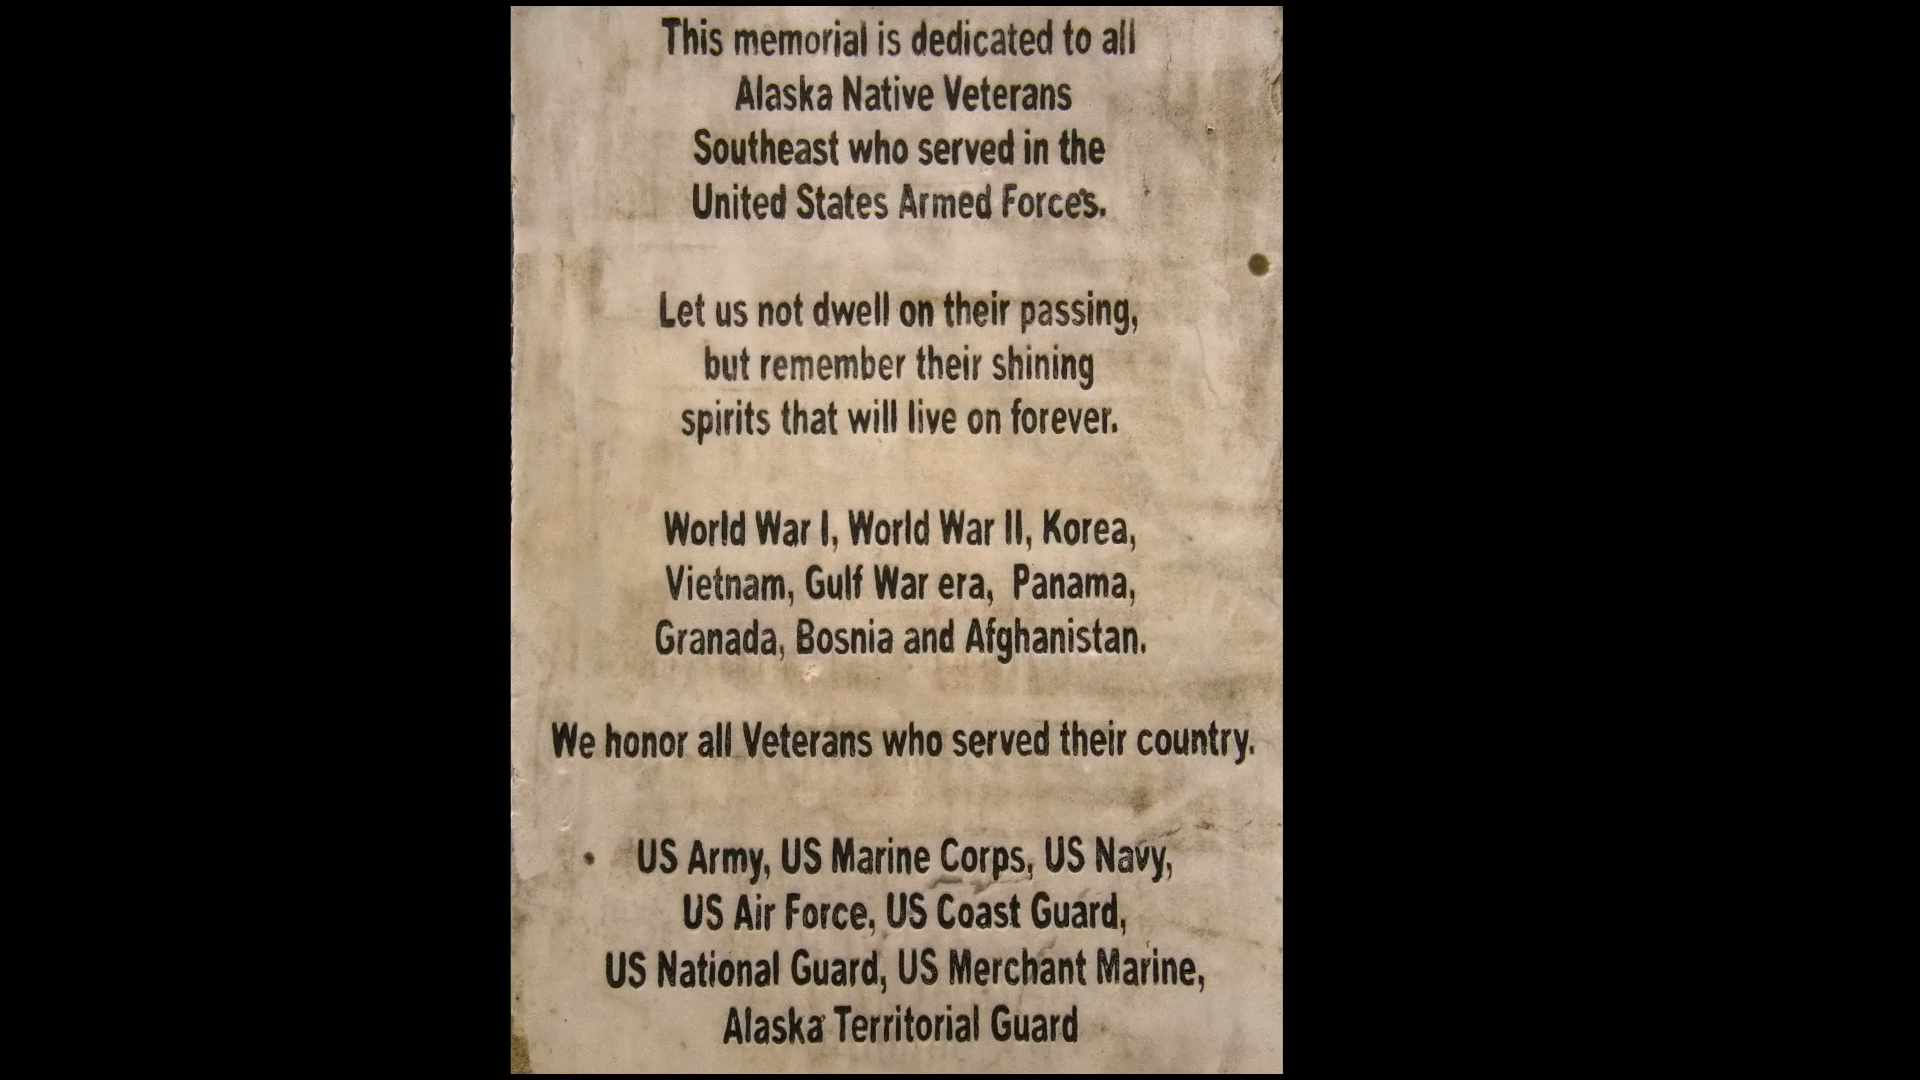 This memorial is dedicated to all
Alaska Native Veterans
Southeast who served in the
United States Armed Forces.
Let us not dwell on their passing,
but remember their shining
spirits that will live on forever.
World War I, World War II, Korea,
Vietnam, Gulf War era, Panama,
Granada, Bosnia and Afghanistan.
We honor all Veterans who served their country.
US Army, US Marine Corps, US Navy,
US Air Force, US Coast Guard,
US National Guard, US Merchant Marine,
Alaska Territorial Guard